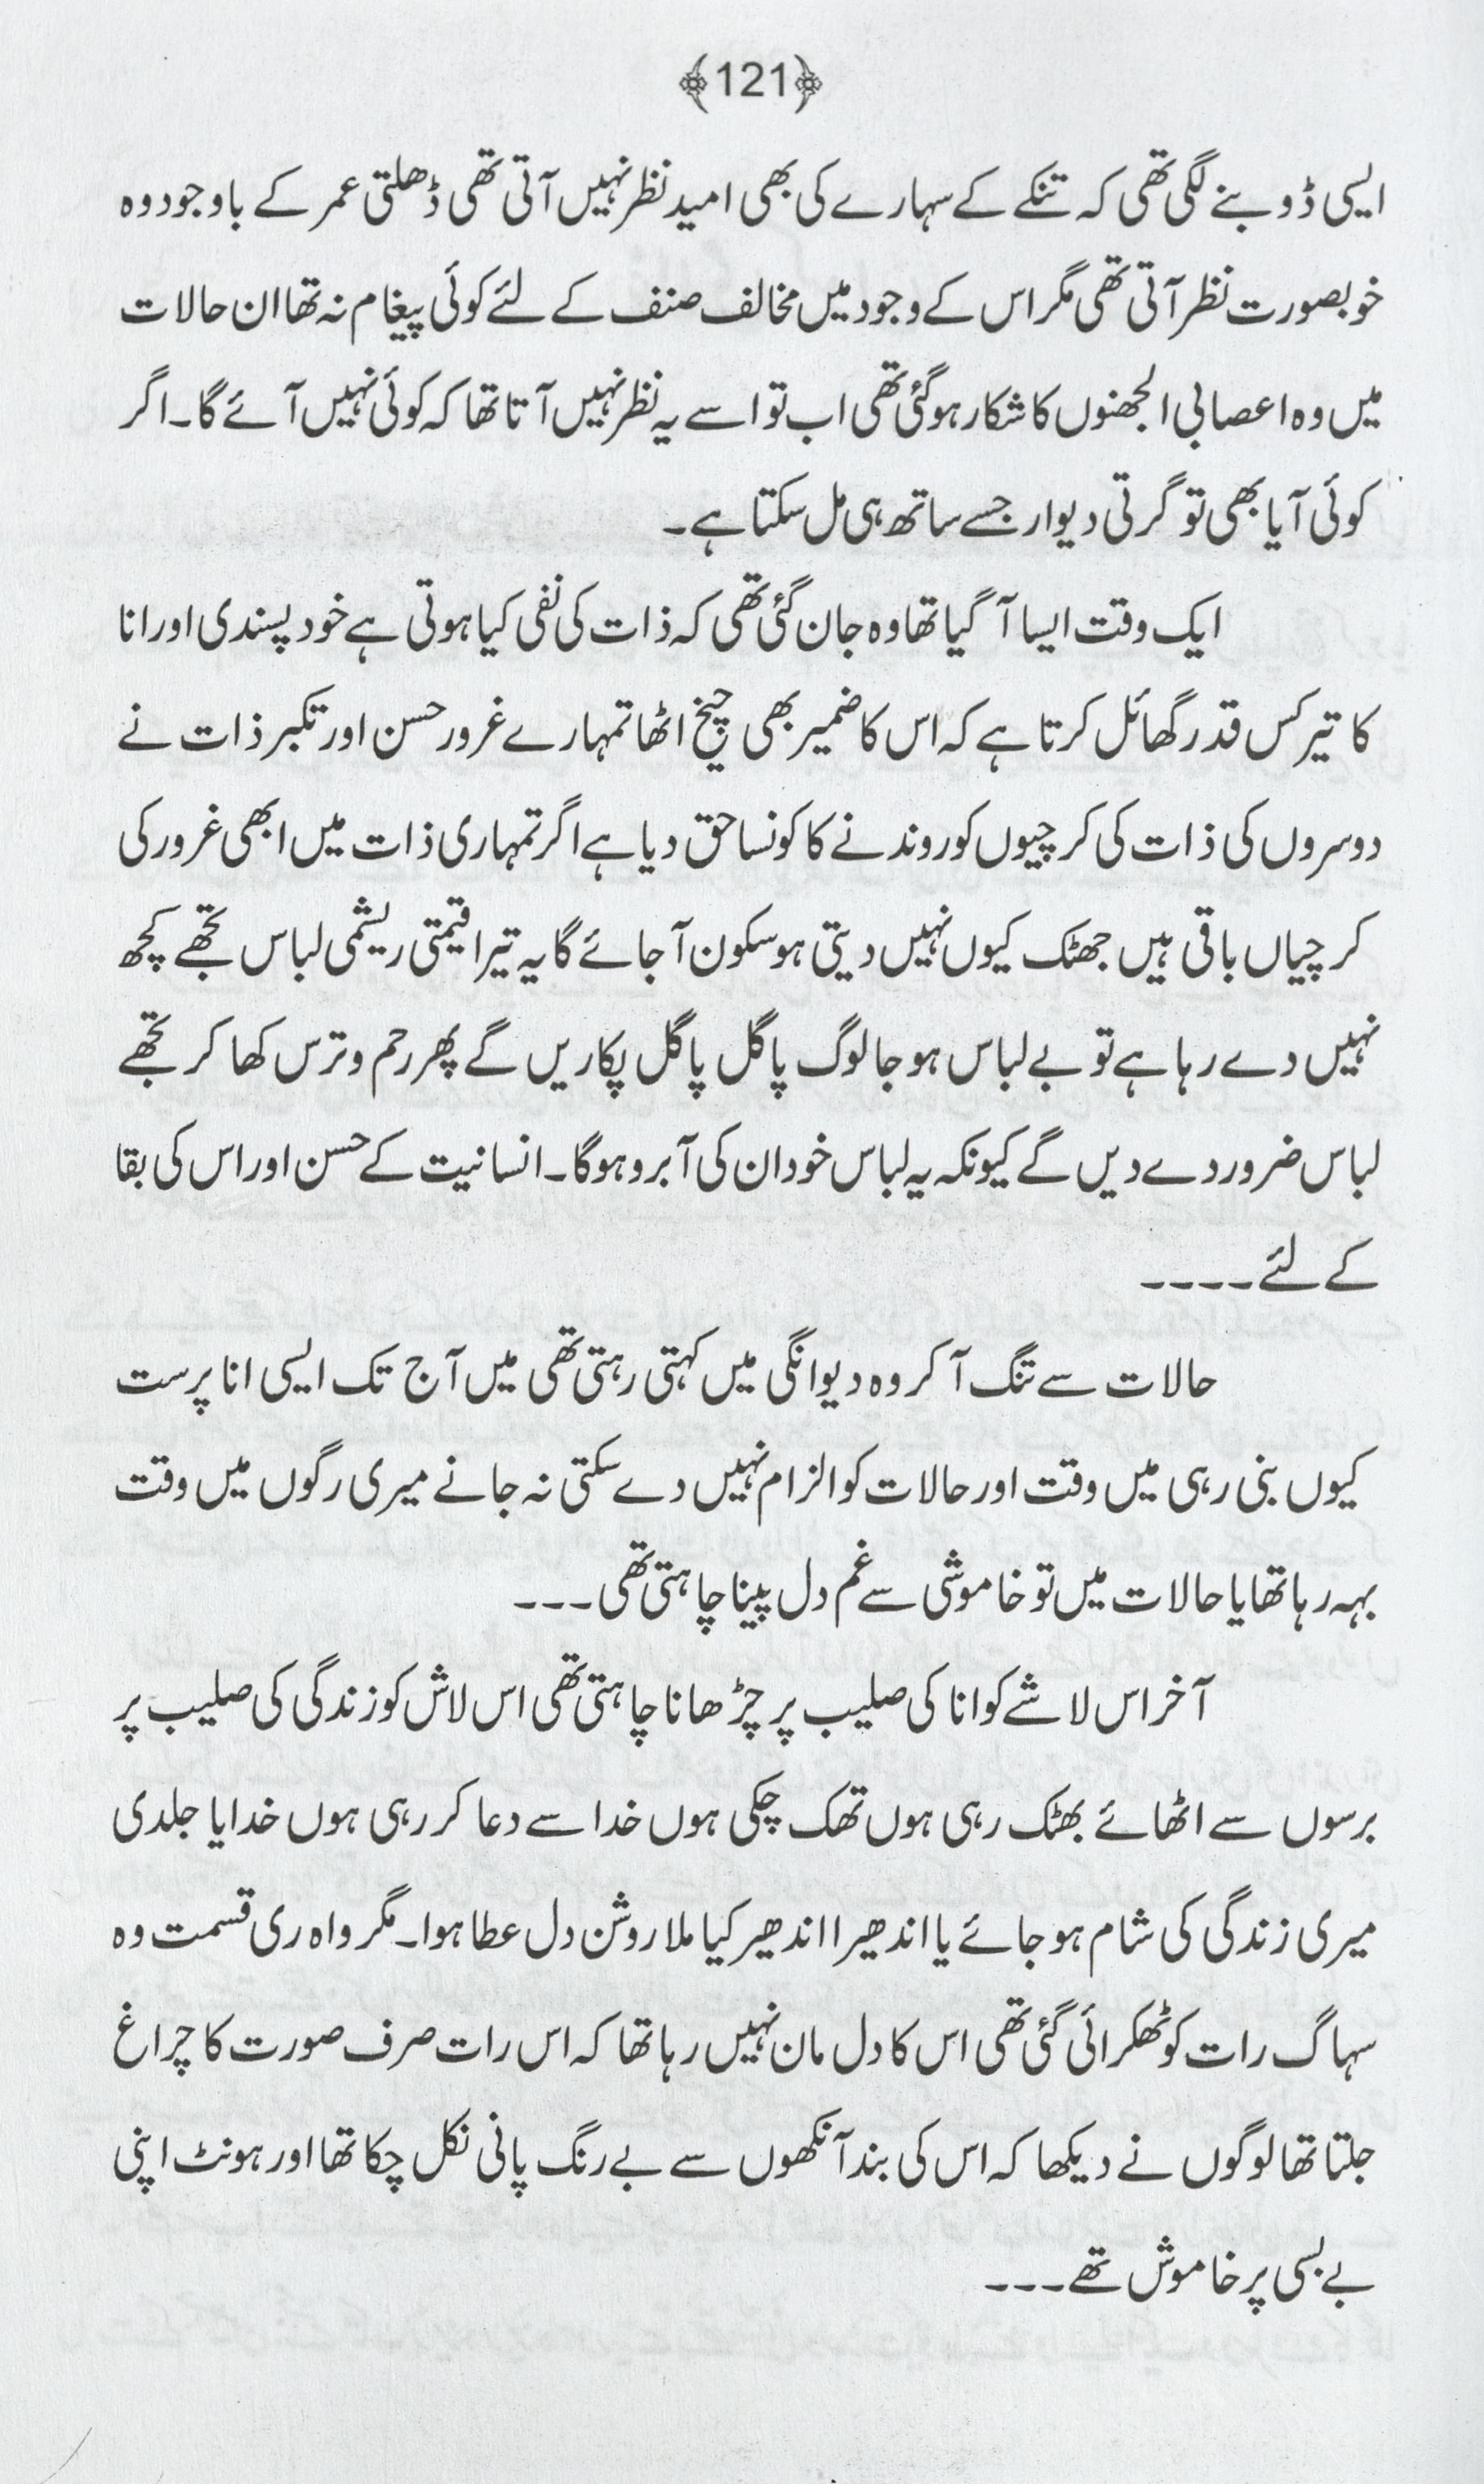 121
ایسی ڈوبنے لگی تھی کہ تنکے کے سہارے کی بھی امید نظر نہیں آتی تھی ڈھلتی عمر کے باوجود وہ
خوبصورت نظر آتی تھی مگر اس کے وجود میں مخالف صنف کے لئے کوئی پیغام نہ تھا ان حالات
میں وہ اعصابی الجھنوں کا شکار ہو گئی تھی اب تو اسے یہ نظر نہیں آتا تھا کہ کوئی نہیں آئے گا۔ اگر
کوئی آیا بھی تو گرتی دیوار جسے ساتھ ہی مل سکتا ہے۔
ایک وقت ایسا آ گیا تھا وہ جان گئی تھی کہ ذات کی نفی کیا ہوتی ہے خود پسندی اور انا
کا تیر کس قدر گھائل کرتا ہے کہ اس کا ضمیر بھی چیخ اٹھا تمہارے غرور حسن اور تکبر ذات نے
دوسروں کی ذات کی کرچیوں کو روندنے کا کونسا حق دیا ہے اگر تمہاری ذات میں ابھی غرور کی
کرچیاں باقی ہیں جھٹک کیوں نہیں دیتی ہو سکون آ جائے گا یہ تیرا قیمتی ریشمی لباس تجھے کچھ
نہیں دے رہا ہے تو بے لباس ہو جا لوگ پاگل پاگل پکاریں گے پھر رحم و ترس کھا کر تجھے
لباس ضرور دے دیں گے کیونکہ یہ لباس خود ان کی آبرو ہوگا۔ انسانیت کے حسن اور اس کی بقا
کے لئے ۔۔۔۔
حالات سے تنگ آ کر وہ دیوانگی میں کہتی رہتی تھی میں آج تک ایسی انا پرست
کیوں بنی رہی میں وقت اور حالات کو الزام نہیں دے سکتی نہ جانے میری رگوں میں وقت
بہہ رہا تھا یا حالات میں تو خاموشی سے غم دل پینا چاہتی تھی ۔۔۔
آخر اس لاشے کو انا کی صلیب پر چڑھانا چاہتی تھی اس لاش کو زندگی کی صلیب پر
برسوں سے اٹھائے بھٹک رہی ہوں تھک چکی ہوں خدا سے دعا کر رہی ہوں خدایا جلدی
میری زندگی کی شام ہو جائے یا اندھیرا اندھیر کیا ملا روشن دل عطا ہوا۔ مگر واہ ری قسمت وہ
سہاگ رات کو ٹھکرائی گئی تھی اس کا دل مان نہیں رہا تھا کہ اس رات صرف صورت کا چراغ
جلتا تھا لوگوں نے دیکھا کہ اس کی بند آنکھوں سے بے رنگ پانی نکل چکا تھا اور ہونٹ اپنی
بے بسی پر خاموش تھے ۔۔۔